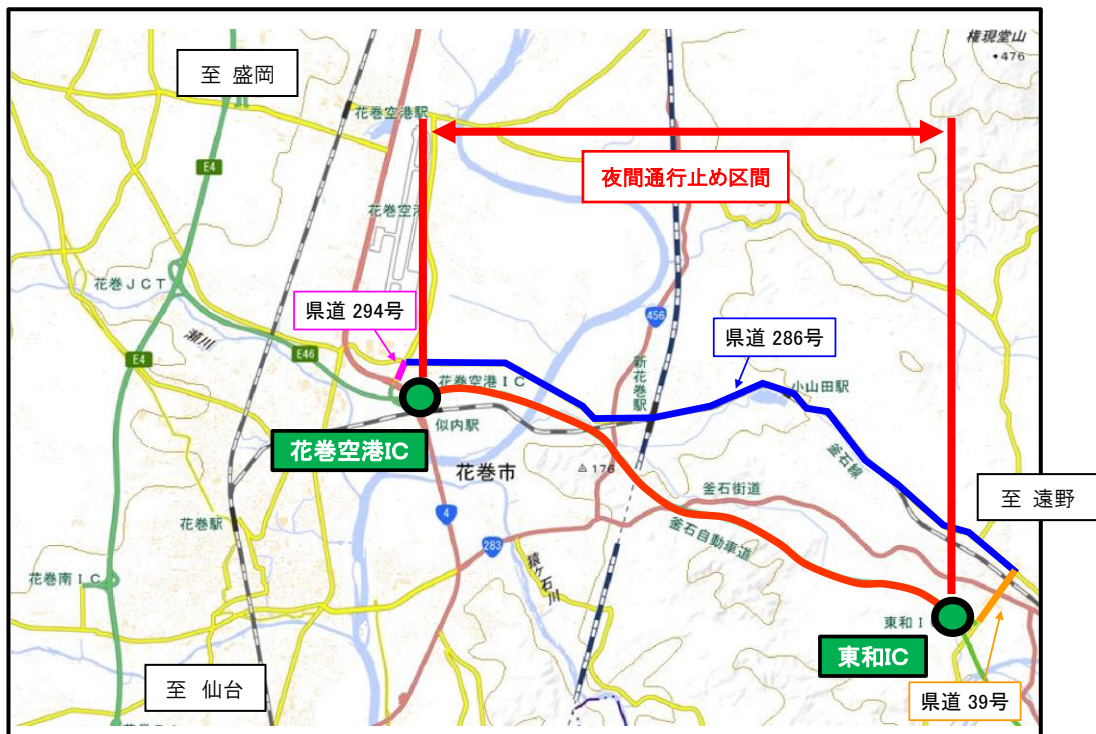 権現堂山
・476
至 盛岡
花巻空港駅
夜間通行止め区間
E4
花巻空港
花巻JCT
県道 294号
456
県道 286号
瀬川
E4
E46
新花巻駅
花巻空港IC
小山田駅
似内駅
花巻空港IC
花巻市
△176
釜石線
釜石街道
至 遠野
花巻駅
4
釜石自動車道
283
猿ヶ石川
花巻南IC
東和I
東和IC
至 仙台
県道 39号